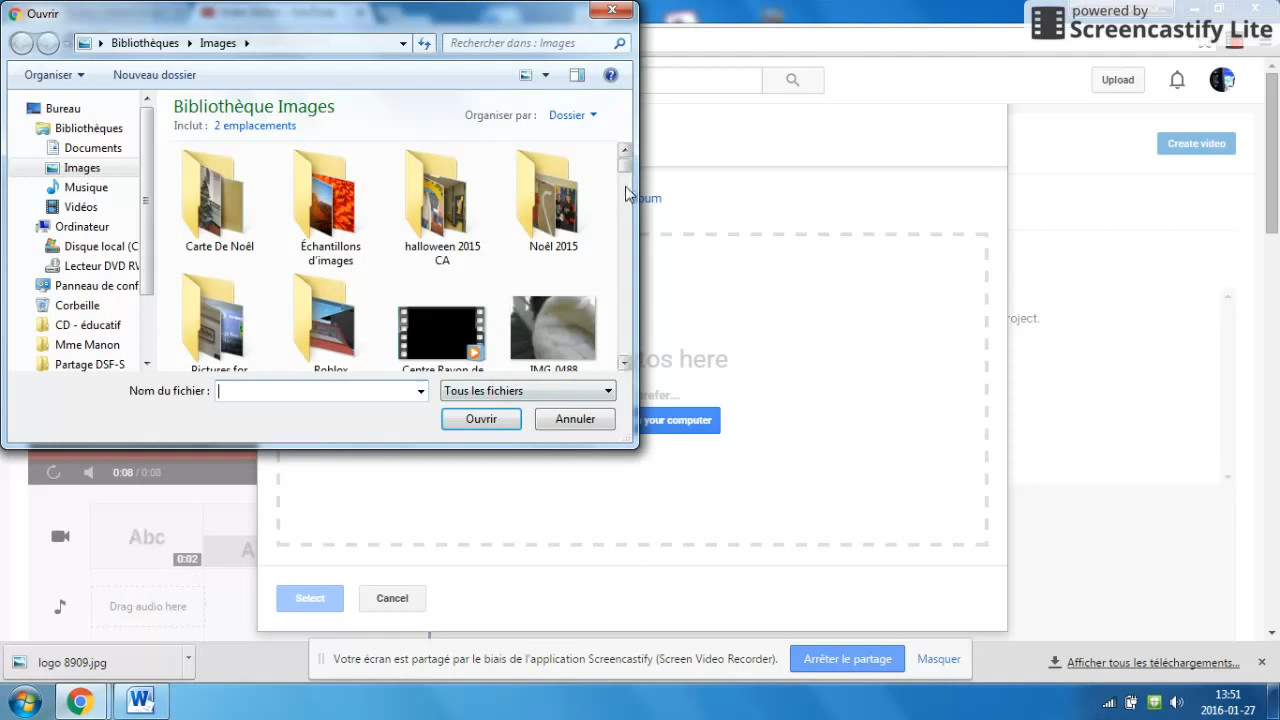 Ouvrir
powered by
Screencastify Lite
Bibliothèques
Images
Rechercher dans : Images
Organiser
Nouveau dossier
Upload
Bureau
Bibliothèques
Documents
Images
Musique
Vidéos
Ordinateur
Disque local (C
Lecteur DVD RV
Panneau de conf
Corbeille
CD - éducatif
Mme Manon
Partage DSF-S
Bibliothèque Images
Inclut : 2 emplacements
Organiser par : Dossier
Create video
Carte De Noêl
Échantillons d'images
halloween 2015 CA
Noêl 2015
Pictures for
Roblox
Centre Rayon de
IMG_0488
bum
roject.
tos here
refer...
your computer
Nom du fichier :
Tous les fichiers
Ouvrir
Annuler
0:08 / 0:08
Abc
0:02
A
Drag audio here
Select
Cancel
logo 8909.jpg
Votre écran est partagé par le biais de l'application Screencastify (Screen Video Recorder).
Arrêter le partage
Masquer
Afficher tous les téléchargements...
13:51
2016-01-27